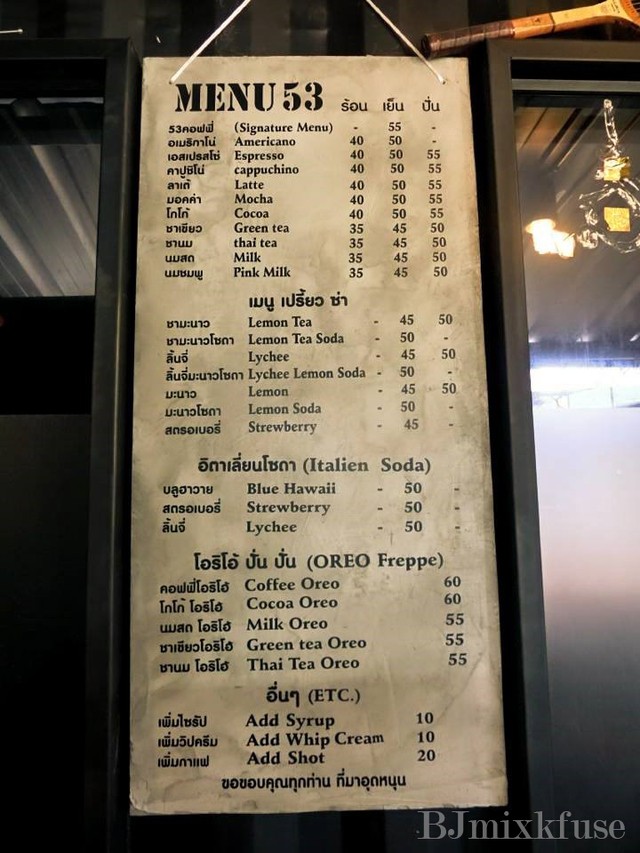 MENU 53 ร้อน เย็น ปั่น
53คอฟฟี่ (Signature Menu) - 55 -
อเมริกาโน่ Americano 40 50 -
เอสเปรสโซ่ Espresso 40 50 55
คาปูชิโน่ cappuchino 40 50 55
ลาเต้ Latte 40 50 55
มอคค่า Mocha 40 50 55
โกโก้ Cocoa 40 50 55
ชาเขียว Green tea 35 45 50
ชานม thai tea 35 45 50
นมสด Milk 35 45 50
นมชมพู Pink Milk 35 45 50
เมนู เปรี้ยว ซ่า
ชามะนาว Lemon Tea - 45 50
ชามะนาวโซดา Lemon Tea Soda - 50 -
ลิ้นจี่ Lychee - 45 50
ลิ้นจี่มะนาวโซดา Lychee Lemon Soda - 50 -
มะนาว Lemon - 45 50
มะนาวโซดา Lemon Soda - 50 -
สตรอเบอรี่ Strewberry - 45 -
อิตาเลี่ยนโซดา (Italien Soda)
บลูฮาวาย Blue Hawaii - 50 -
สตรอเบอรี่ Strewberry - 50 -
ลิ้นจี่ Lychee - 50 -
โอริโอ้ ปั่น ปั่น (OREO Freppe)
คอฟฟี่โอริโอ้ Coffee Oreo 60
โกโก้ โอริโอ้ Cocoa Oreo 60
นมสด โอริโอ้ Milk Oreo 55
ชาเขียวโอริโอ้ Green tea Oreo 55
ชานม โอริโอ้ Thai Tea Oreo 55
อื่นๆ (ETC.)
เพิ่มไซรัป Add Syrup 10
เพิ่มวิปครีม Add Whip Cream 10
เพิ่มกาแฟ Add Shot 20
ขอขอบคุณทุกท่าน ที่มาอุดหนุน
BJmixkfuse